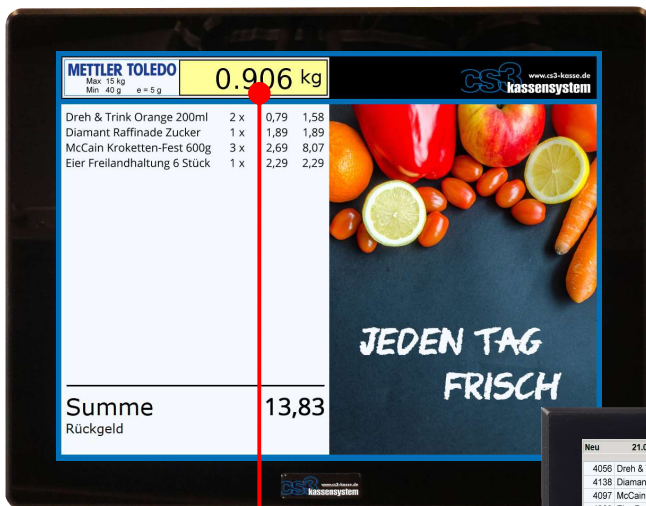 METTLER TOLEDO
Max 15 kg
Min 40 g e = 5 g
0.906 kg
CS3 www.cs3-kasse.de
kassensystem
Dreh & Trink Orange 200ml 2 x 0,79 1,58
Diamant Raffinade Zucker 1 x 1,89 1,89
McCain Kroketten-Fest 600g 3 x 2,69 8,07
Eier Freilandhaltung 6 Stück 1 x 2,29 2,29
JEDEN TAG
FRISCH
Summe 13,83
Rückgeld
CS3 www.cs3-kasse.de
kassensystem
Neu 21.0
4056 Dreh &
4138 Diaman
4097 McCain